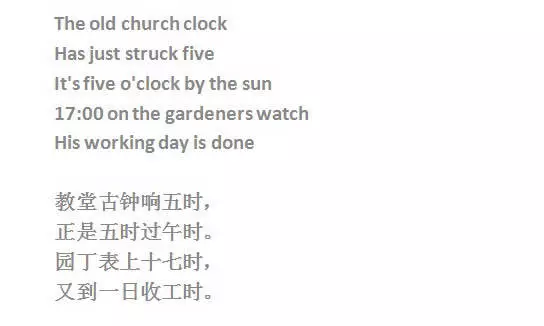 The old church clock
Has just struck five
It's five o'clock by the sun
17:00 on the gardeners watch
His working day is done
教堂古钟响五时，
正是五时过午时。
园丁表上十七时，
又到一日收工时。